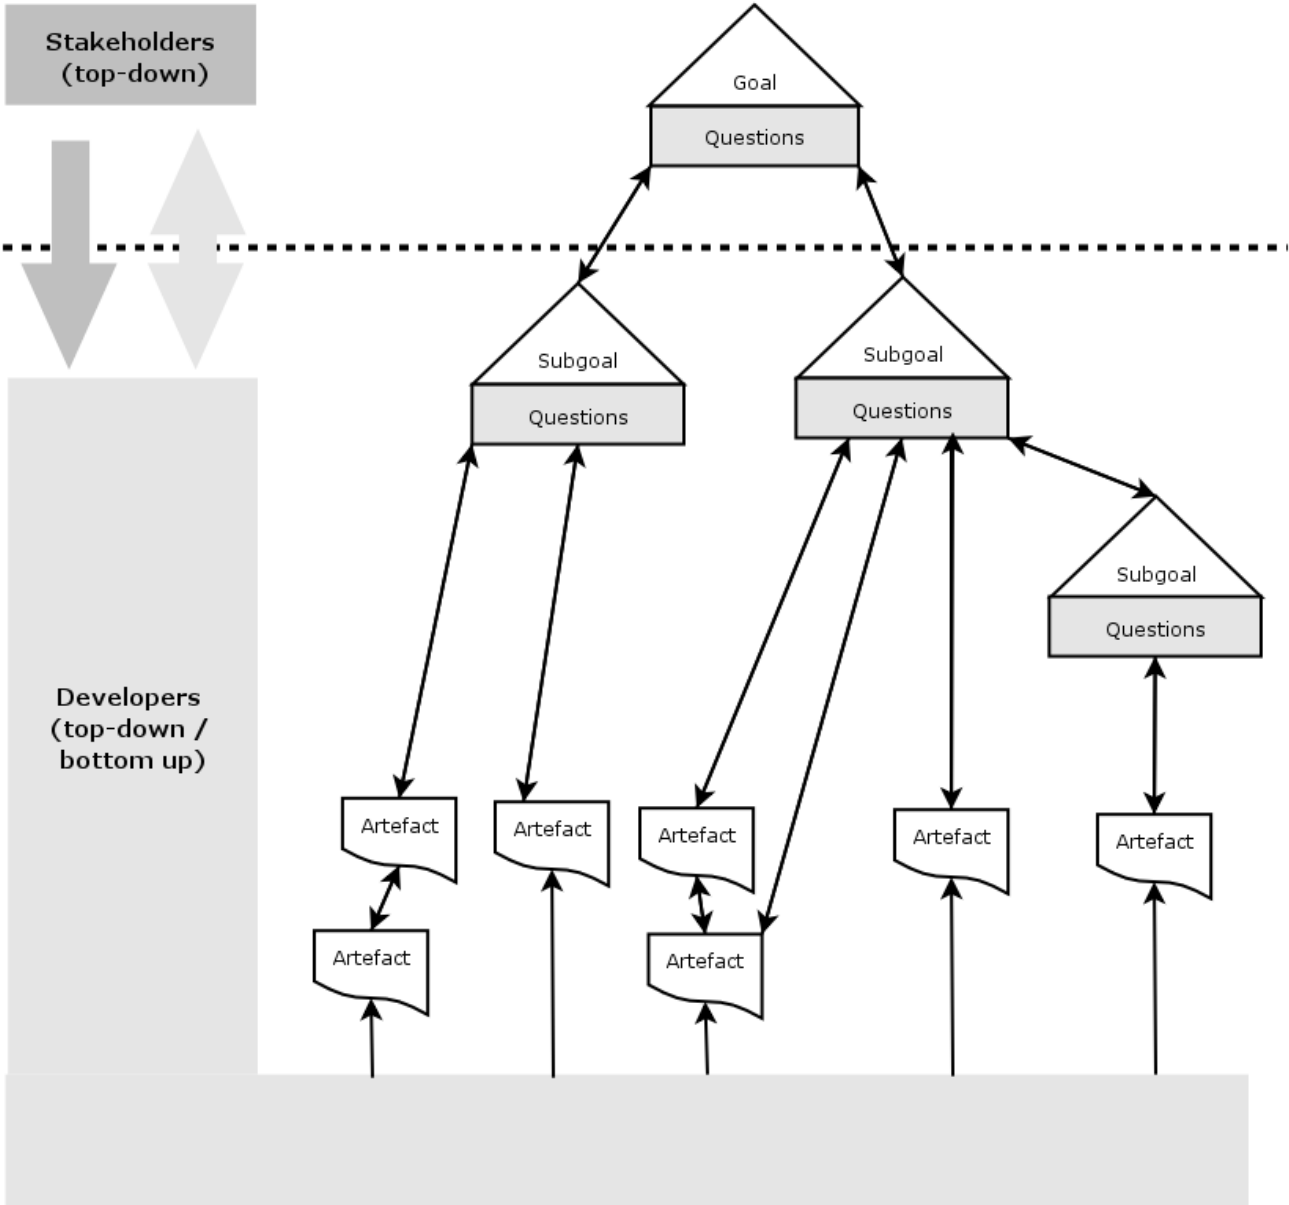 Stakeholders
(top-down)
Goal
Questions
Subgoal
Questions
Subgoal
Questions
Subgoal
Questions
Developers
(top-down /
bottom up)
Artefact
Artefact
Artefact
Artefact
Artefact
Artefact
Artefact